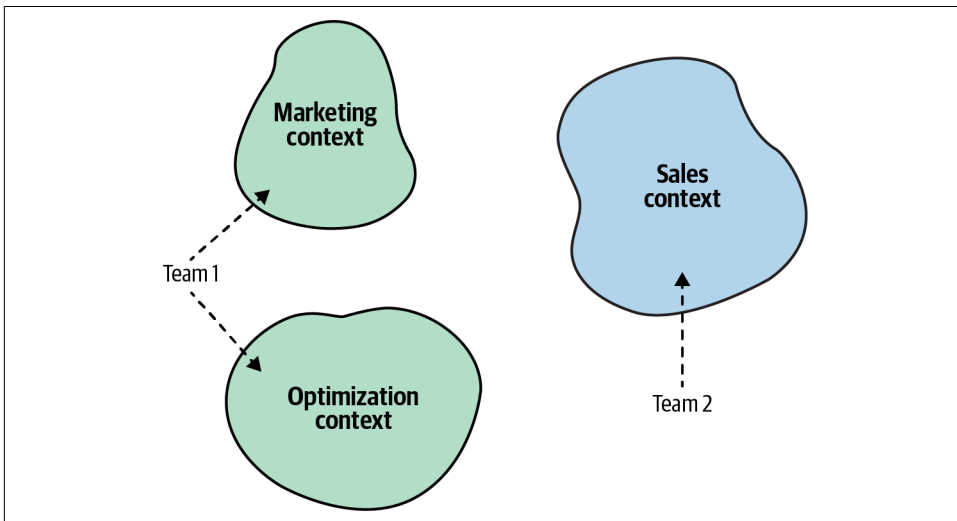 Marketing
context
Sales
context
Team 1
Optimization
context
Team 2